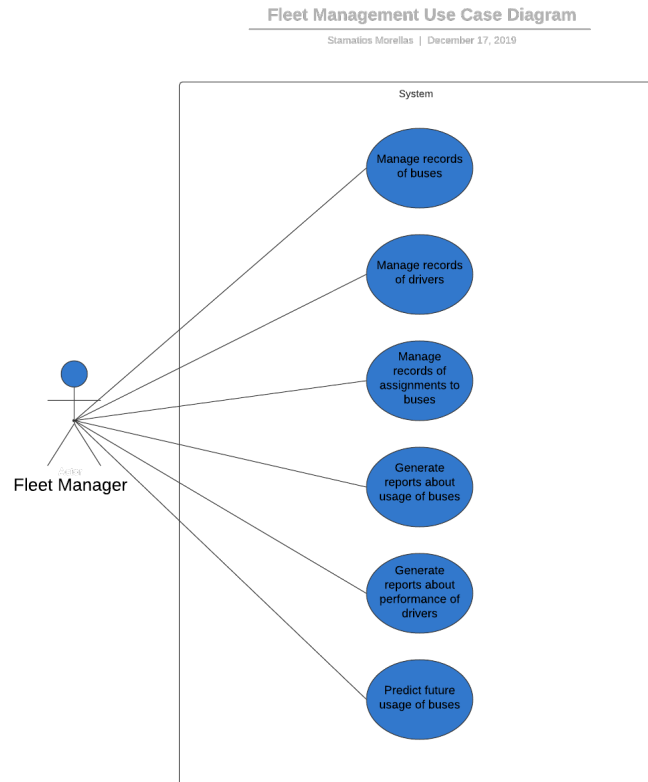 Fleet Management Use Case Diagram
Stamatios Morellas | December 17, 2019
System
Manage records
of buses
Manage records
of drivers
Manage
records of
assignments to
buses
Actor
Fleet Manager
Generate
reports about
usage of buses
Generate
reports about
performance of
drivers
Predict future
usage of buses